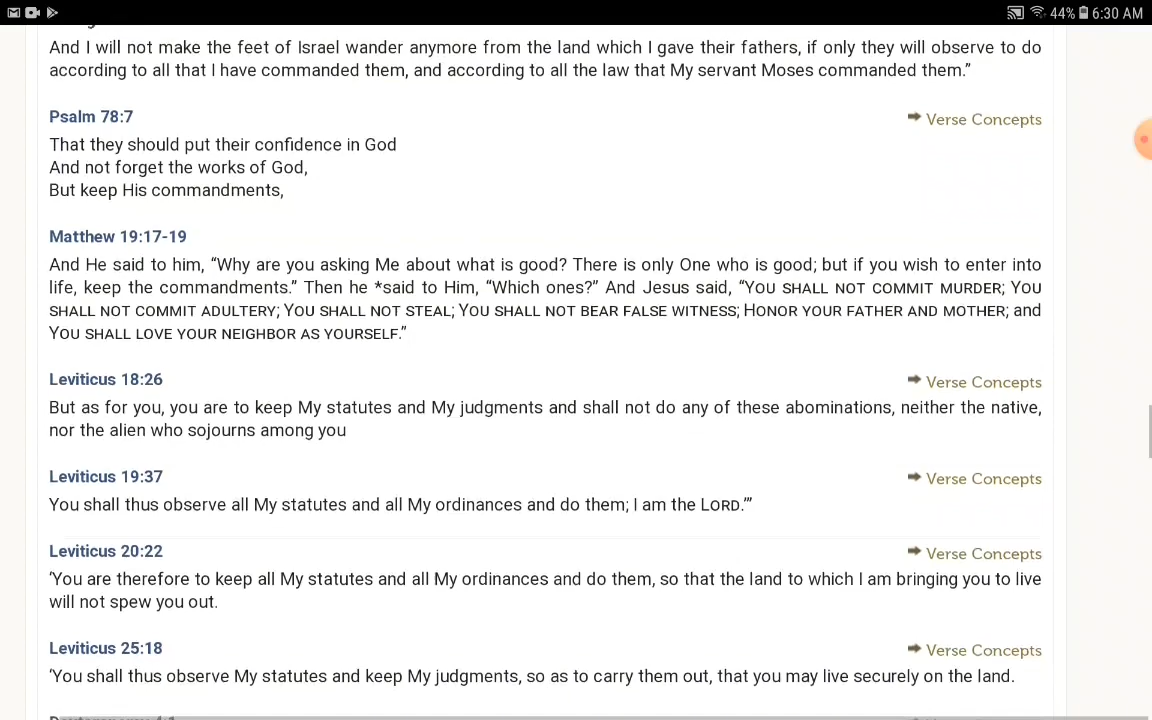 44% 6:30 AM
And I will not make the feet of Israel wander anymore from the land which I gave their fathers, if only they will observe to do
according to all that I have commanded them, and according to all the law that My servant Moses commanded them.”
Psalm 78:7 Verse Concepts
That they should put their confidence in God
And not forget the works of God,
But keep His commandments,
Matthew 19:17-19
And He said to him, “Why are you asking Me about what is good? There is only One who is good; but if you wish to enter into
life, keep the commandments.” Then he *said to Him, “Which ones?” And Jesus said, “YOU SHALL NOT COMMIT MURDER; YOU
SHALL NOT COMMIT ADULTERY; YOU SHALL NOT STEAL; YOU SHALL NOT BEAR FALSE WITNESS; HONOR YOUR FATHER AND MOTHER; and
YOU SHALL LOVE YOUR NEIGHBOR AS YOURSELF.”
Leviticus 18:26 Verse Concepts
But as for you, you are to keep My statutes and My judgments and shall not do any of these abominations, neither the native,
nor the alien who sojourns among you
Leviticus 19:37 Verse Concepts
You shall thus observe all My statutes and all My ordinances and do them; I am the LORD.’”
Leviticus 20:22 Verse Concepts
‘You are therefore to keep all My statutes and all My ordinances and do them, so that the land to which I am bringing you to live
will not spew you out.
Leviticus 25:18 Verse Concepts
‘You shall thus observe My statutes and keep My judgments, so as to carry them out, that you may live securely on the land.